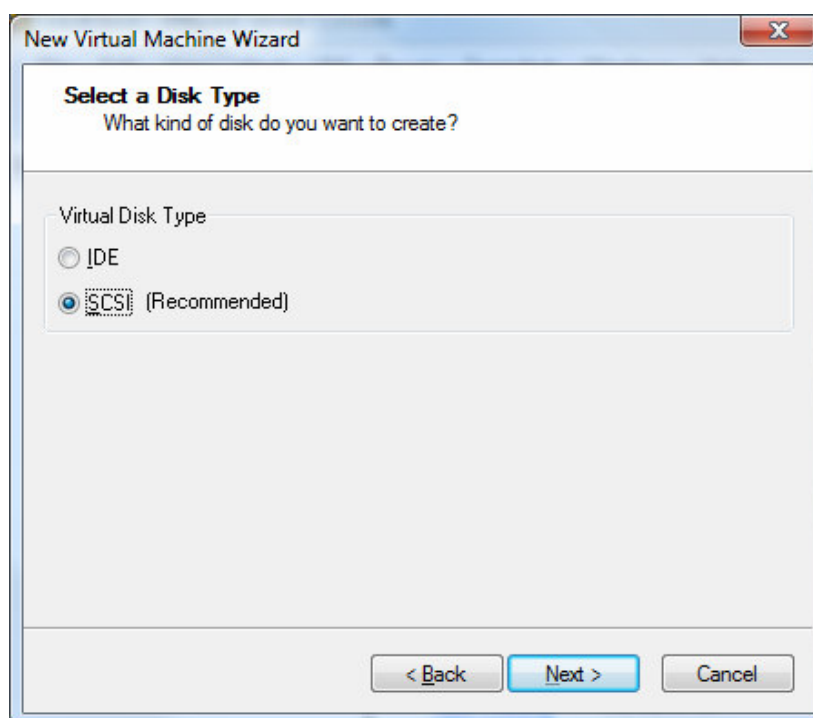 New Virtual Machine Wizard
Select a Disk Type
What kind of disk do you want to create?
Virtual Disk Type
IDE
SCSI (Recommended)
< Back Next > Cancel